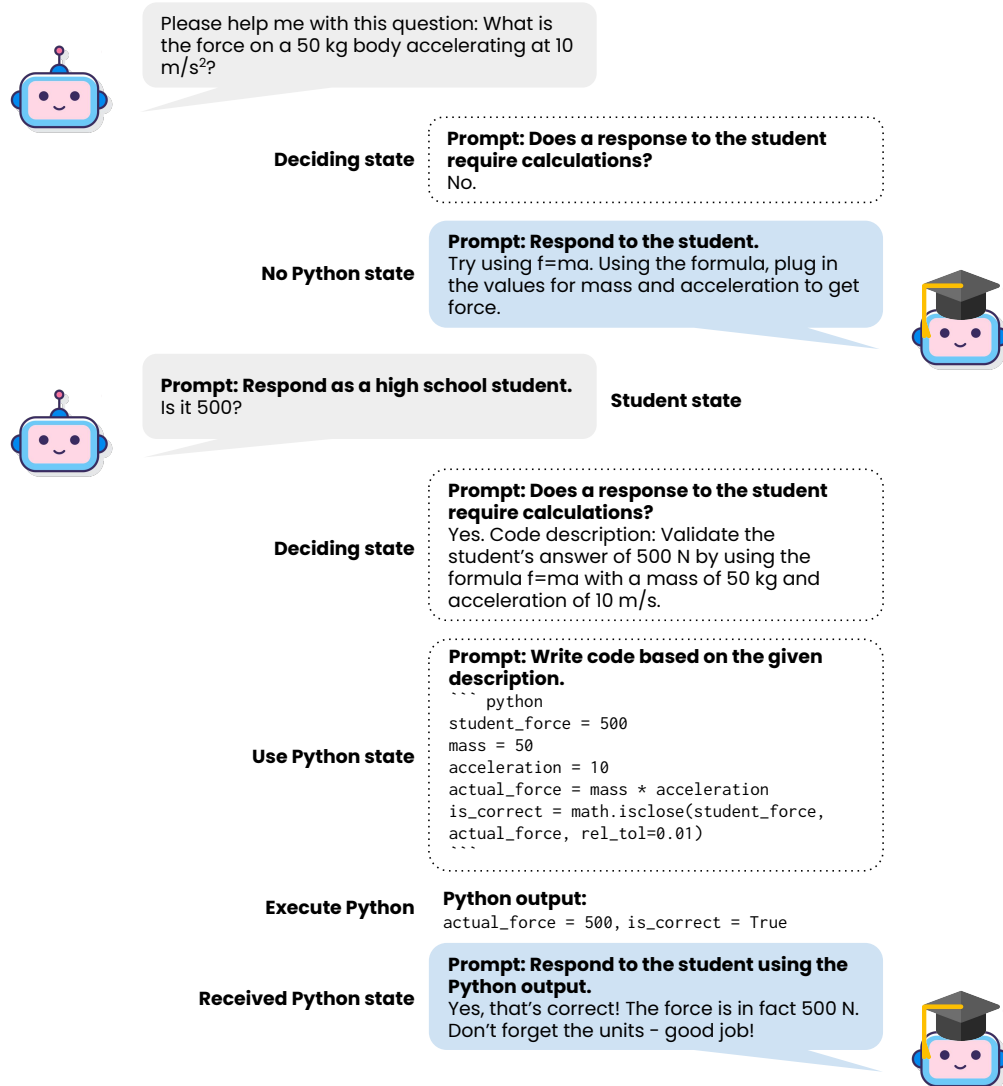 Please help me with this question: What is
the force on a 50 kg body accelerating at 10
m/s²?
Deciding state
Prompt: Does a response to the student
require calculations?
No.
No Python state
Prompt: Respond to the student.
Try using f=ma. Using the formula, plug in
the values for mass and acceleration to get
force.
Prompt: Respond as a high school student.
Is it 500?
Student state
Deciding state
Prompt: Does a response to the student
require calculations?
Yes. Code description: Validate the
student’s answer of 500 N by using the
formula f=ma with a mass of 50 kg and
acceleration of 10 m/s.
Use Python state
Prompt: Write code based on the given
description.
``` python
student_force = 500
mass = 50
acceleration = 10
actual_force = mass * acceleration
is_correct = math.isclose(student_force,
actual_force, rel_tol=0.01)
```
Execute Python
Python output:
actual_force = 500, is_correct = True
Received Python state
Prompt: Respond to the student using the
Python output.
Yes, that’s correct! The force is in fact 500 N.
Don’t forget the units - good job!